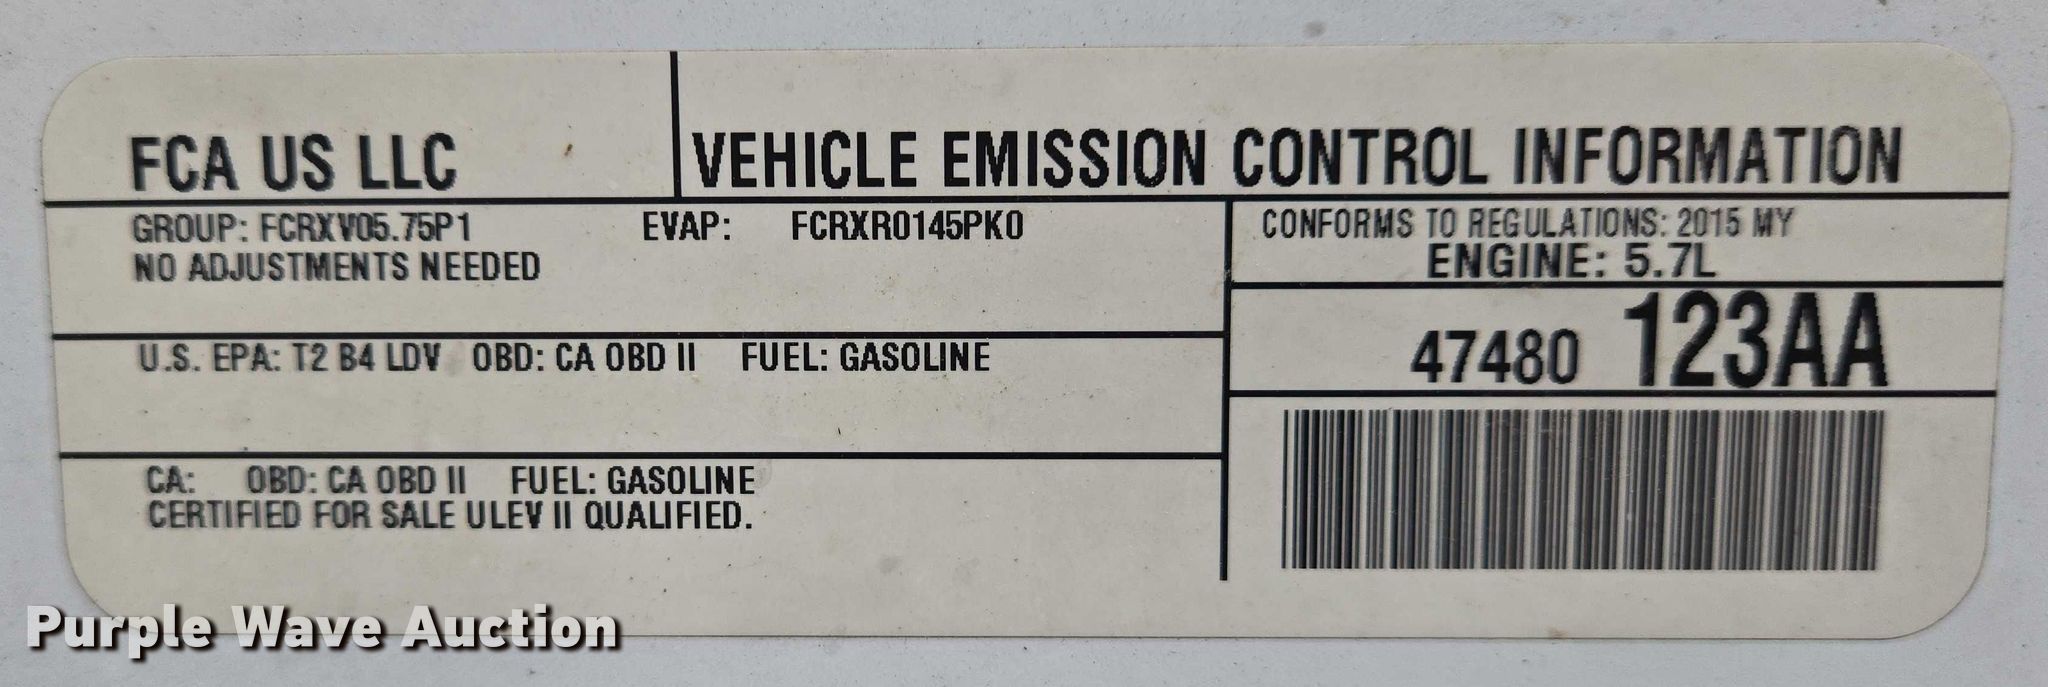 FCA US LLC
VEHICLE EMISSION CONTROL INFORMATION
GROUP: FCRXV05.75P1 EVAP: FCRXR0145PK0
NO ADJUSTMENTS NEEDED
CONFORMS TO REGULATIONS: 2015 MY
ENGINE: 5.7L
U.S. EPA: T2 B4 LDV OBD: CA OBD II FUEL: GASOLINE
47480 123AA
CA: OBD: CA OBD II FUEL: GASOLINE
CERTIFIED FOR SALE ULEV II QUALIFIED.
Purple Wave Auction